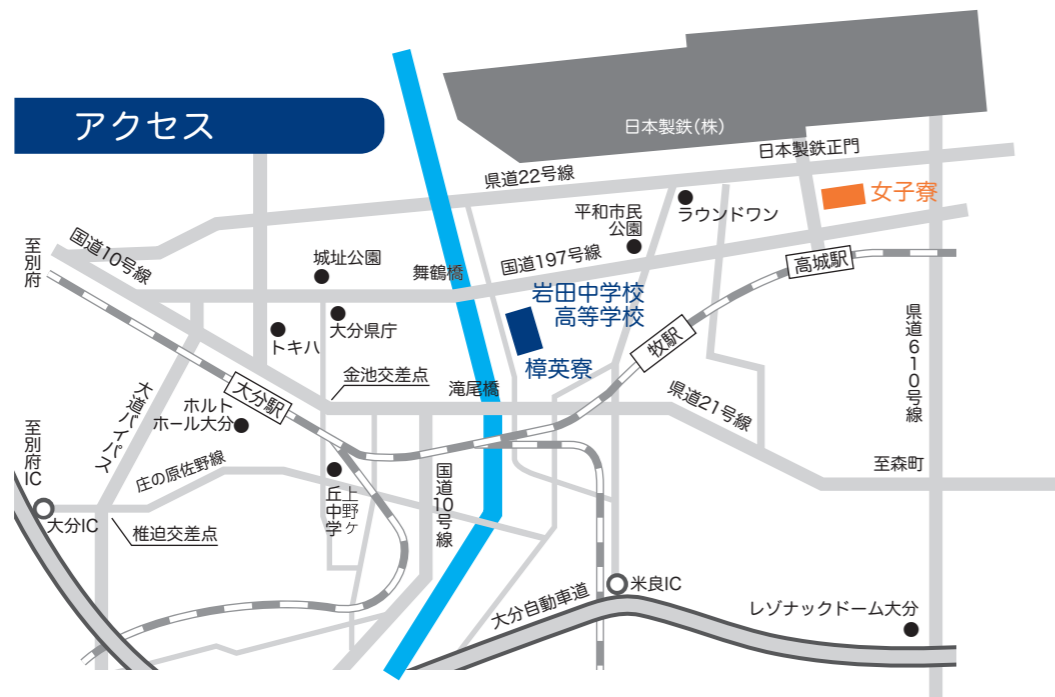 アクセス
日本製鉄(株)
日本製鉄正門
県道22号線
女子寮
ラウンドワン
平和市民
公園
国道10号線
至別府
城址公園
舞鶴橋
国道197号線
高城駅
岩田中学校
高等学校
大分県庁
トキハ
樟英寮
牧駅
県道610号線
金池交差点
滝尾橋
大分駅
県道21号線
大道バイパス
ホルト
ホール大分
至別府IC
庄の原佐野線
至森町
上野ヶ
丘中学
国道10号線
大分IC
椎迫交差点
米良IC
大分自動車道
レゾナックドーム大分